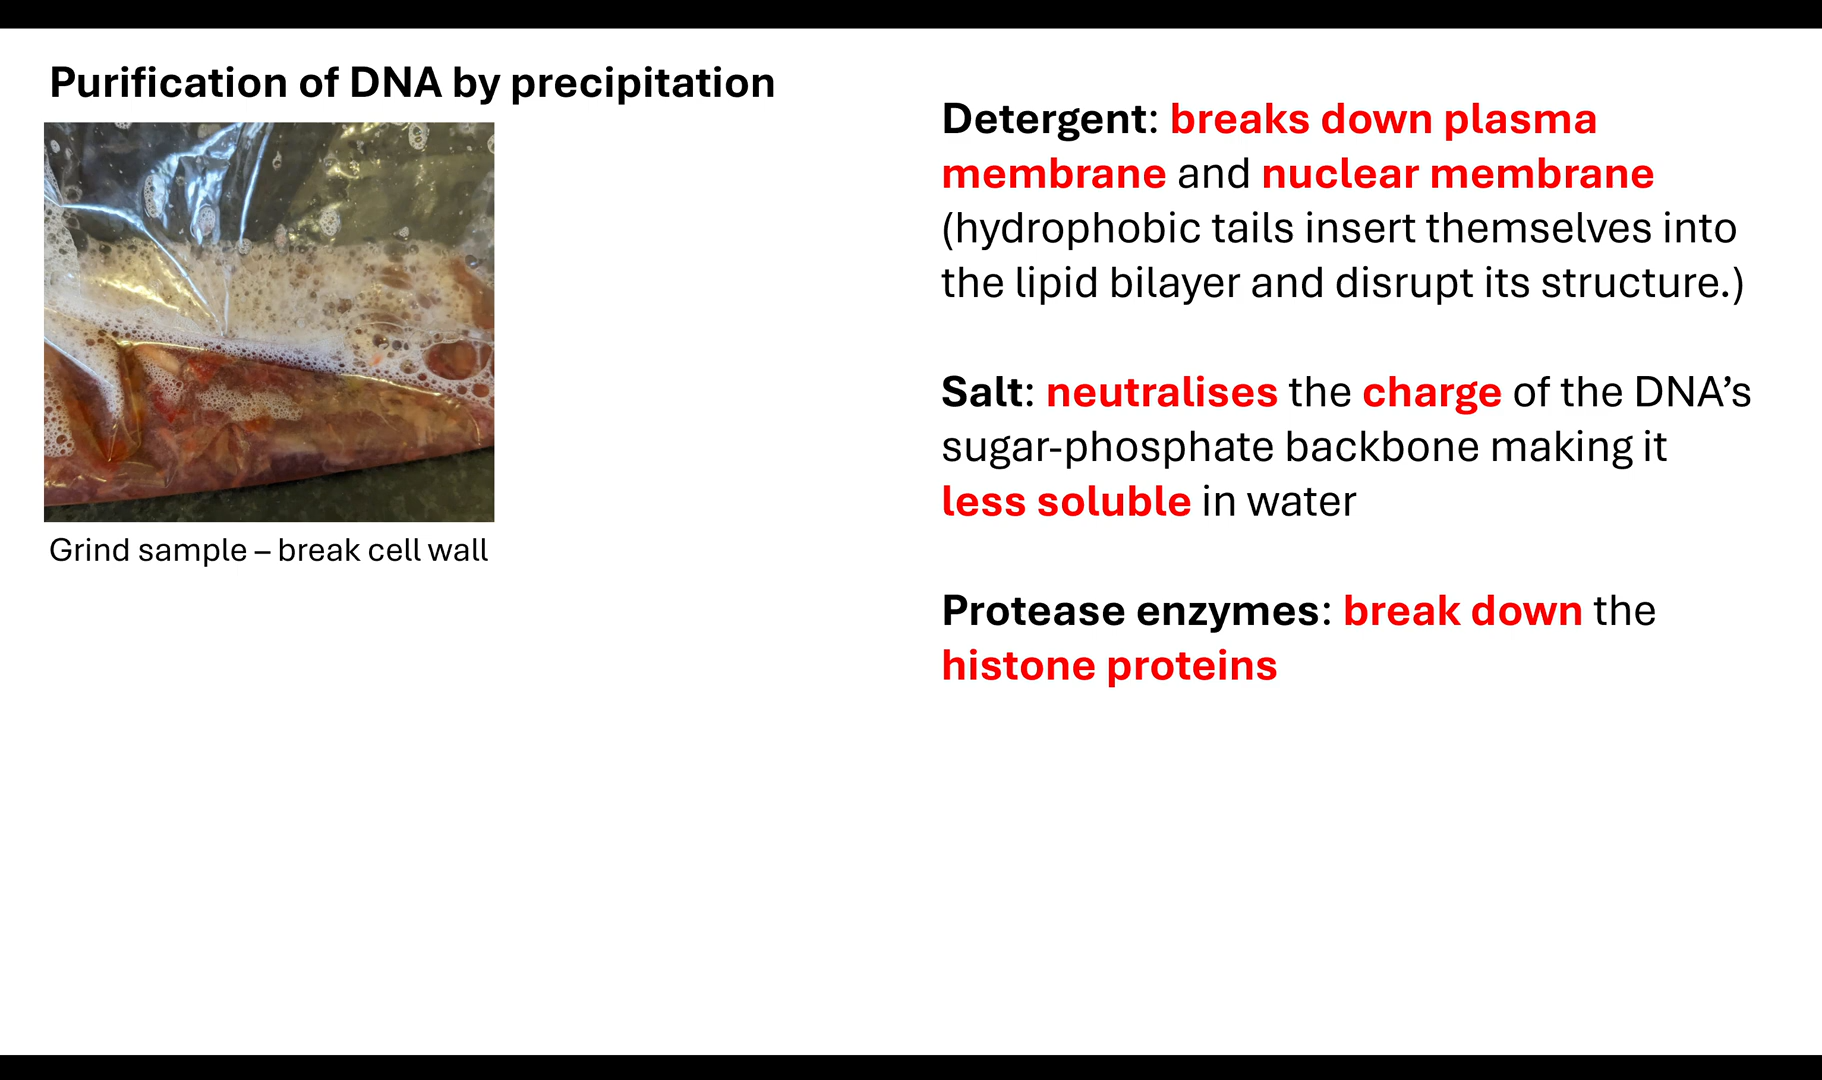 Purification of DNA by precipitation
Grind sample – break cell wall
Detergent: breaks down plasma
membrane and nuclear membrane
(hydrophobic tails insert themselves into
the lipid bilayer and disrupt its structure.)
Salt: neutralises the charge of the DNA’s
sugar-phosphate backbone making it
less soluble in water
Protease enzymes: break down the
histone proteins